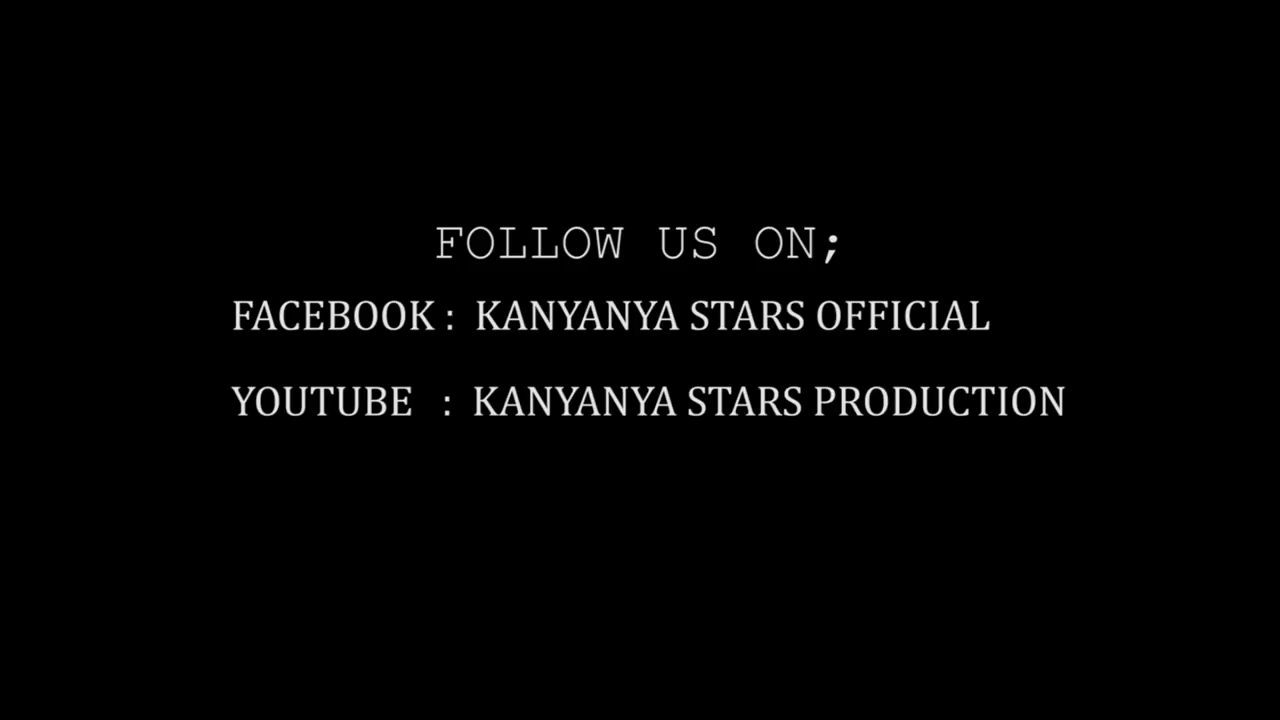 FOLLOW US ON;
FACEBOOK : KANYANYA STARS OFFICIAL
YOUTUBE : KANYANYA STARS PRODUCTION